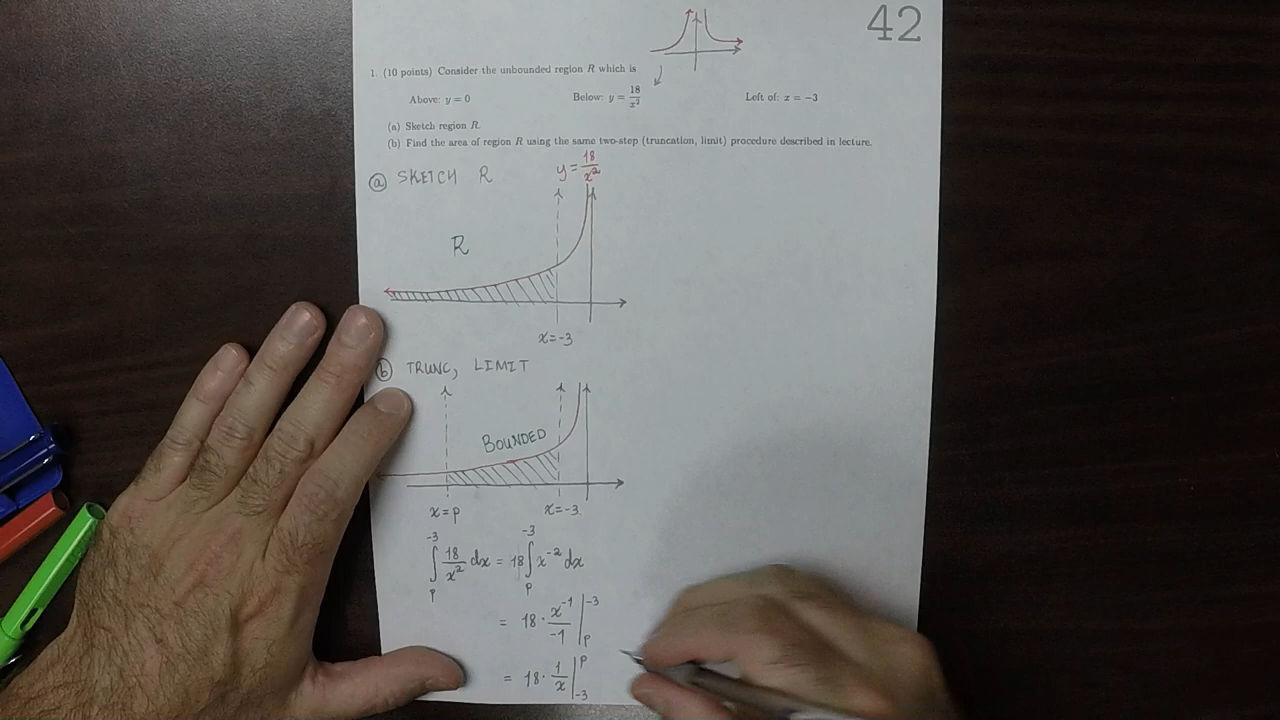 42
1. (10 points) Consider the unbounded region R which is
Above: y = 0 Below: y = 18/x² Left of: x = −3
(a) Sketch region R.
(b) Find the area of region R using the same two-step (truncation, limit) procedure described in lecture.
ⓐ SKETCH R
y = 18/x²
R
x=-3
ⓑ TRUNC, LIMIT
BOUNDED
x=p x=-3
∫_p^-3 18/x² dx = 18 ∫_p^-3 x^-2 dx
= 18 · x^-1/-1 |_p^-3
= 18 · 1/x |_-3^p